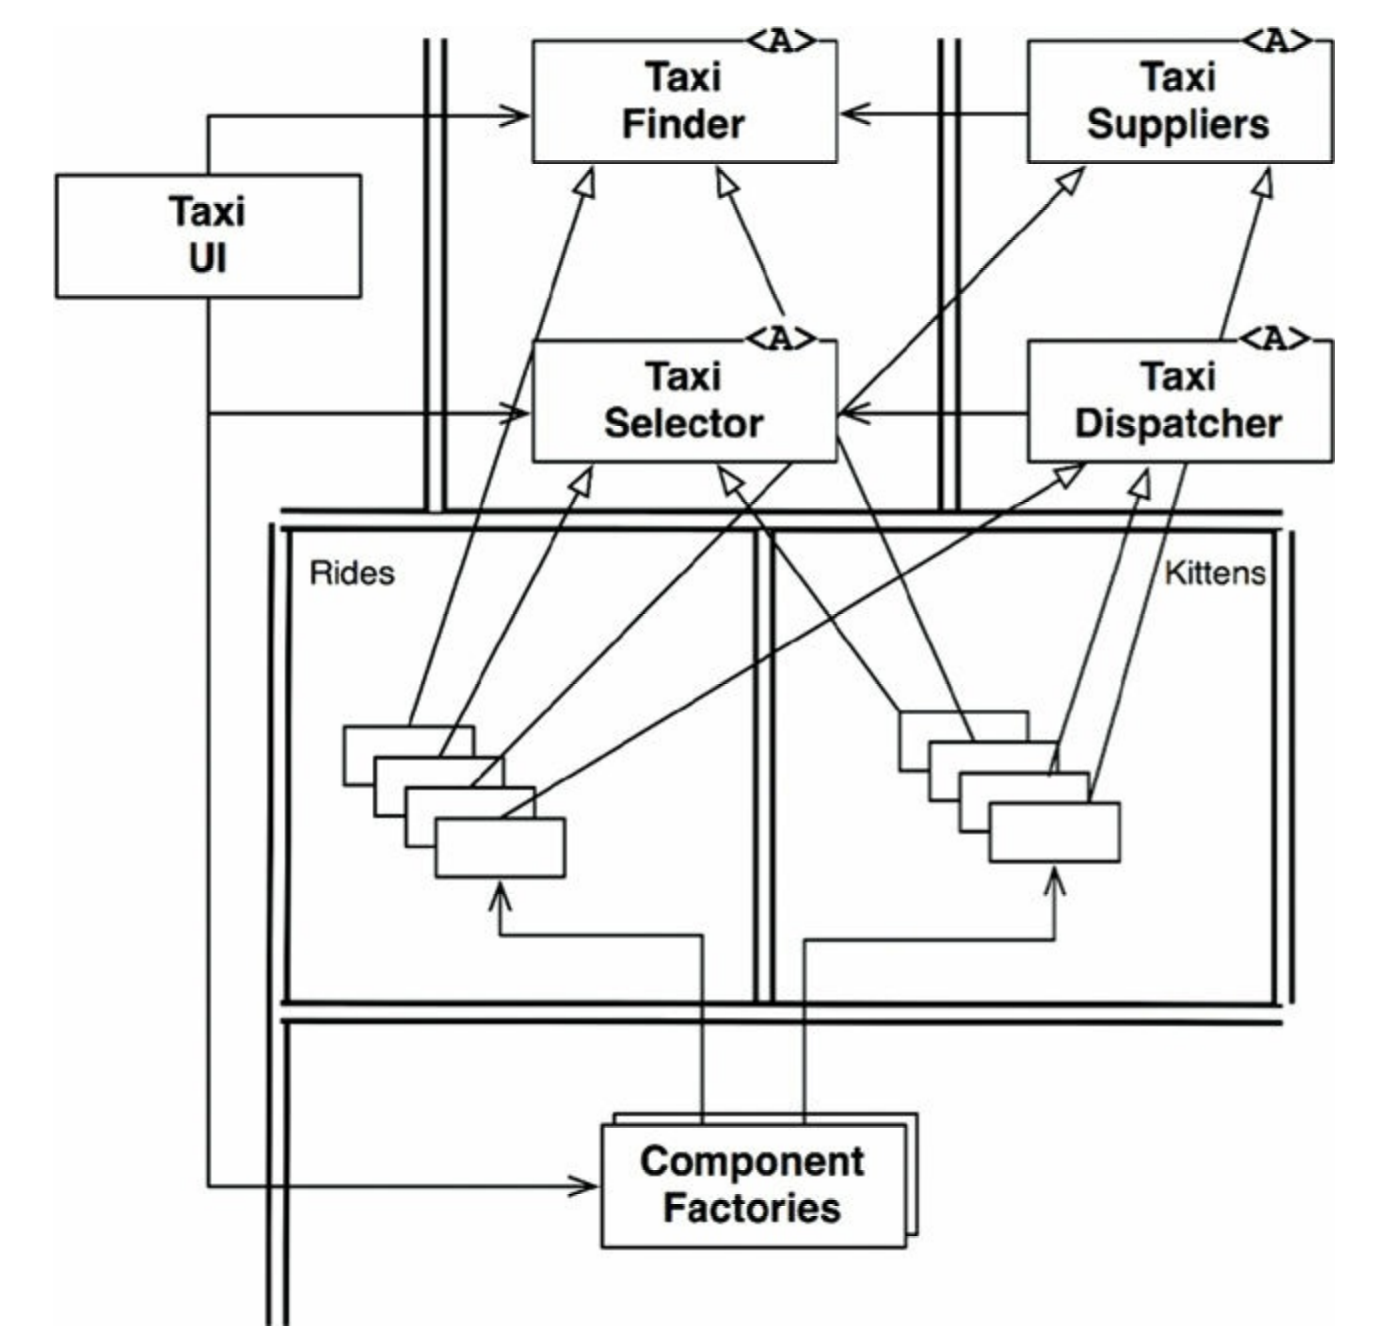 <A>
Taxi
Finder
<A>
Taxi
Suppliers
Taxi
UI
<A>
Taxi
Selector
<A>
Taxi
Dispatcher
Rides
Kittens
Component
Factories